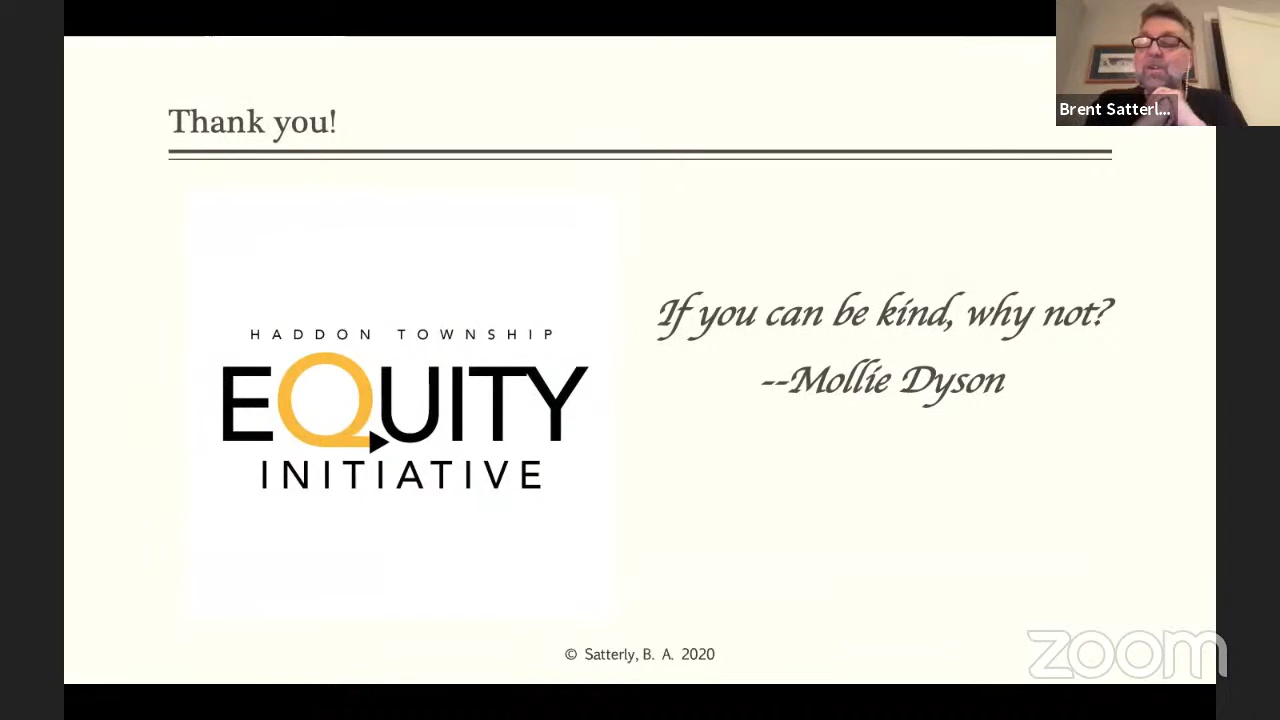 Brent Satterl...
Thank you!
HADDON TOWNSHIP
EQUITY
INITIATIVE
If you can be kind, why not?
--Mollie Dyson
© Satterly, B. A. 2020
zoom